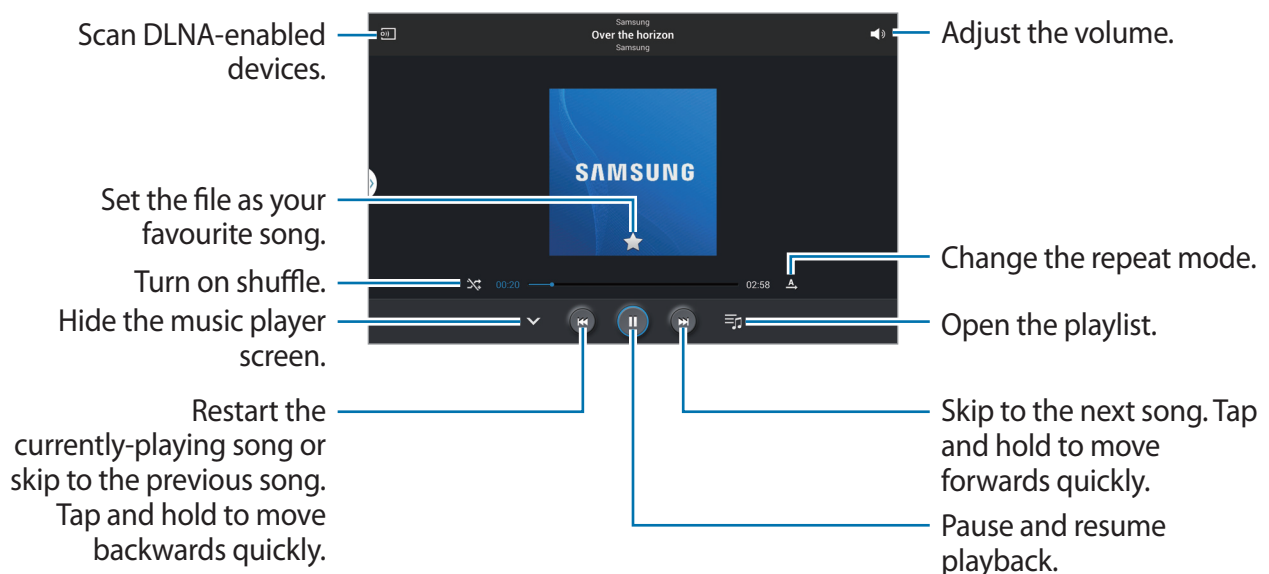 Scan DLNA-enabled
devices.
Samsung
Over the horizon
Samsung
Adjust the volume.
SAMSUNG
Set the file as your
favourite song.
Turn on shuffle.
00:20
02:58
A
Change the repeat mode.
Hide the music player
screen.
Open the playlist.
Restart the
currently-playing song or
skip to the previous song.
Tap and hold to move
backwards quickly.
Skip to the next song. Tap
and hold to move
forwards quickly.
Pause and resume
playback.